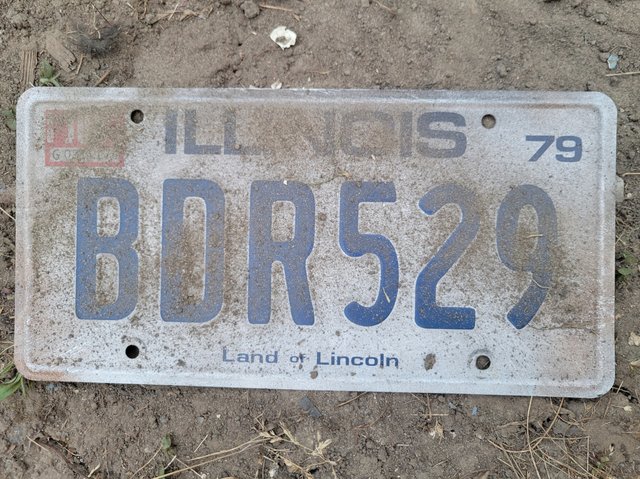 ILLINOIS
79
BDR529
Land of Lincoln